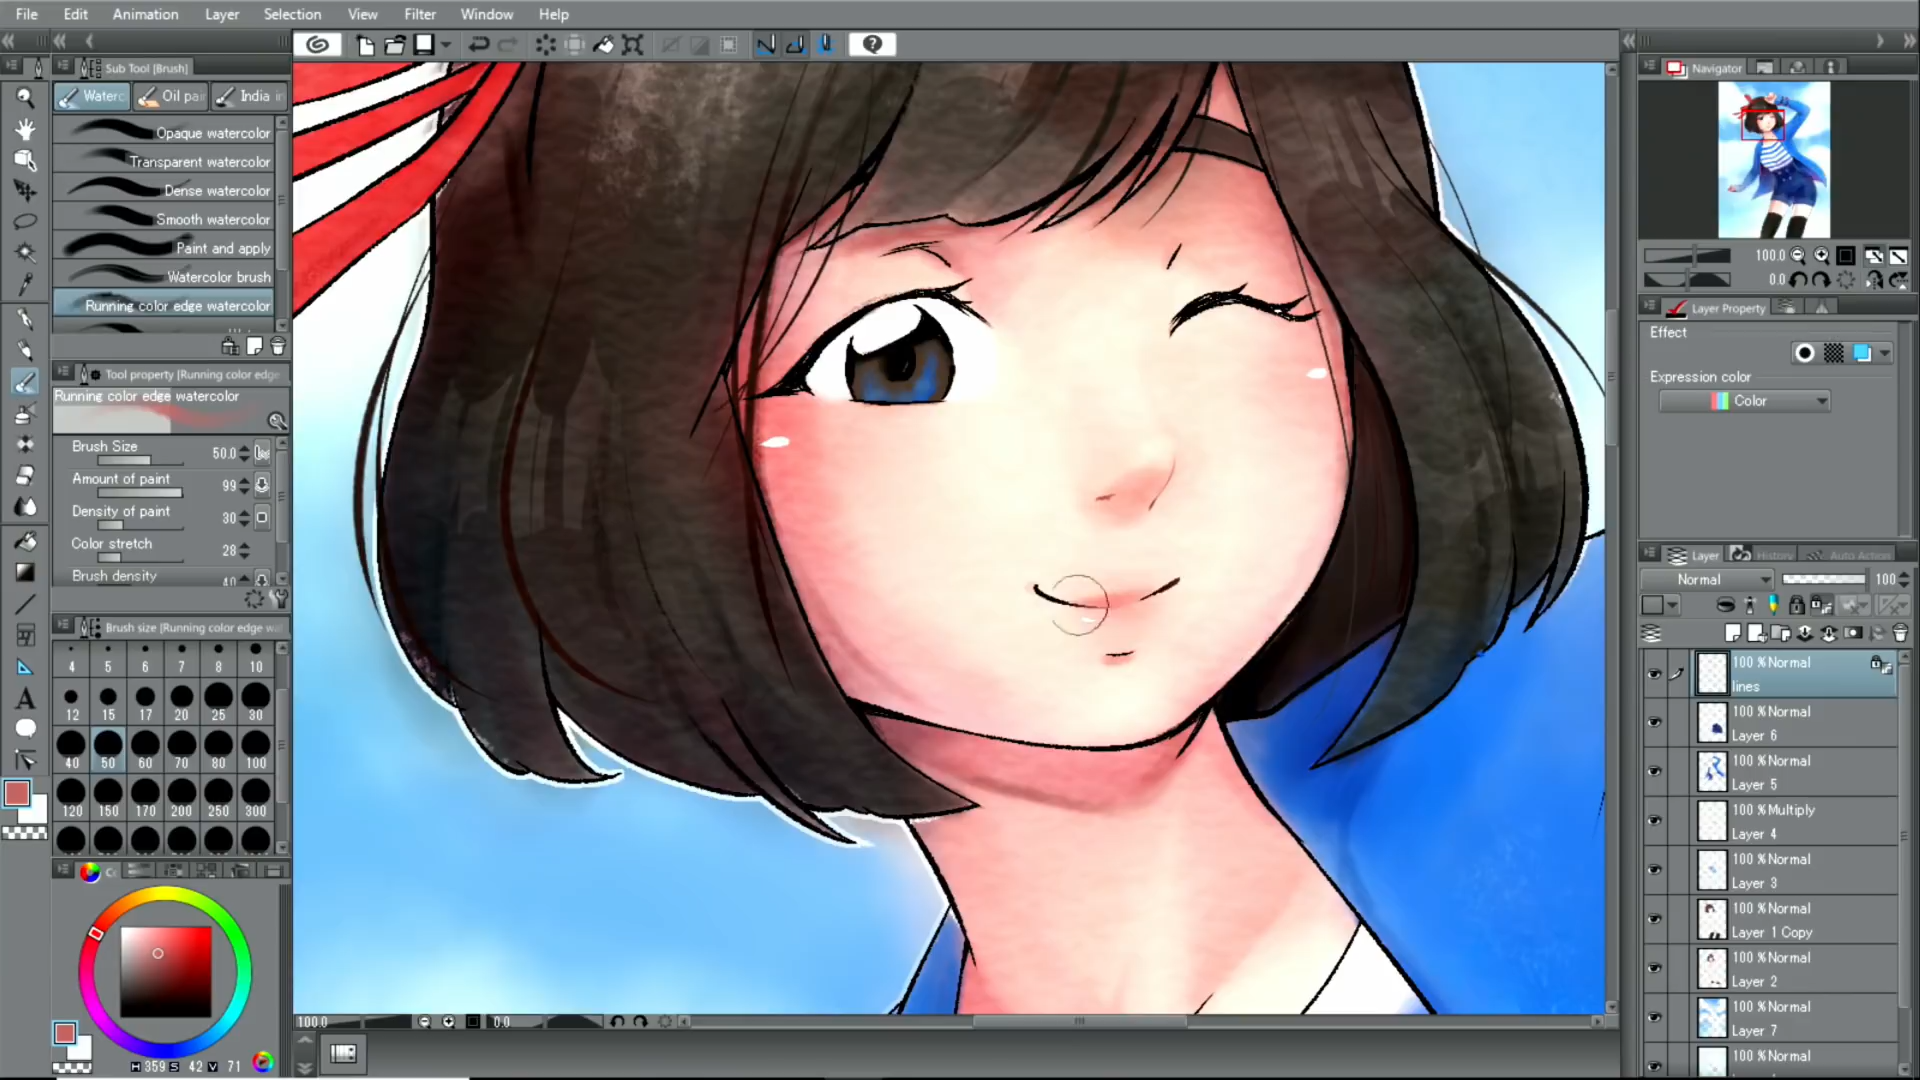 File Edit Animation Layer Selection View Filter Window Help
Sub Tool [Brush]
Waterc Oil pai India i
Opaque watercolor
Transparent watercolor
Dense watercolor
Smooth watercolor
Paint and apply
Watercolor brush
Running color edge watercolor
Tool property [Running color edge
Running color edge watercolor
Brush Size 50.0
Amount of paint 99
Density of paint 30
Color stretch 28
Brush density 40
Brush size [Running color edge wa
4 5 6 7 8 10
12 15 17 20 25 30
40 50 60 70 80 100
120 150 170 200 250 300
H 359 S 42 V 71
100.0 0.0
Navigator
100.0
0.0
Layer Property
Effect
Expression color
Color
Layer History Auto Action
Normal 100
100 % Normal
lines
100 % Normal
Layer 6
100 % Normal
Layer 5
100 % Multiply
Layer 4
100 % Normal
Layer 3
100 % Normal
Layer 1 Copy
100 % Normal
Layer 2
100 % Normal
Layer 7
100 % Normal